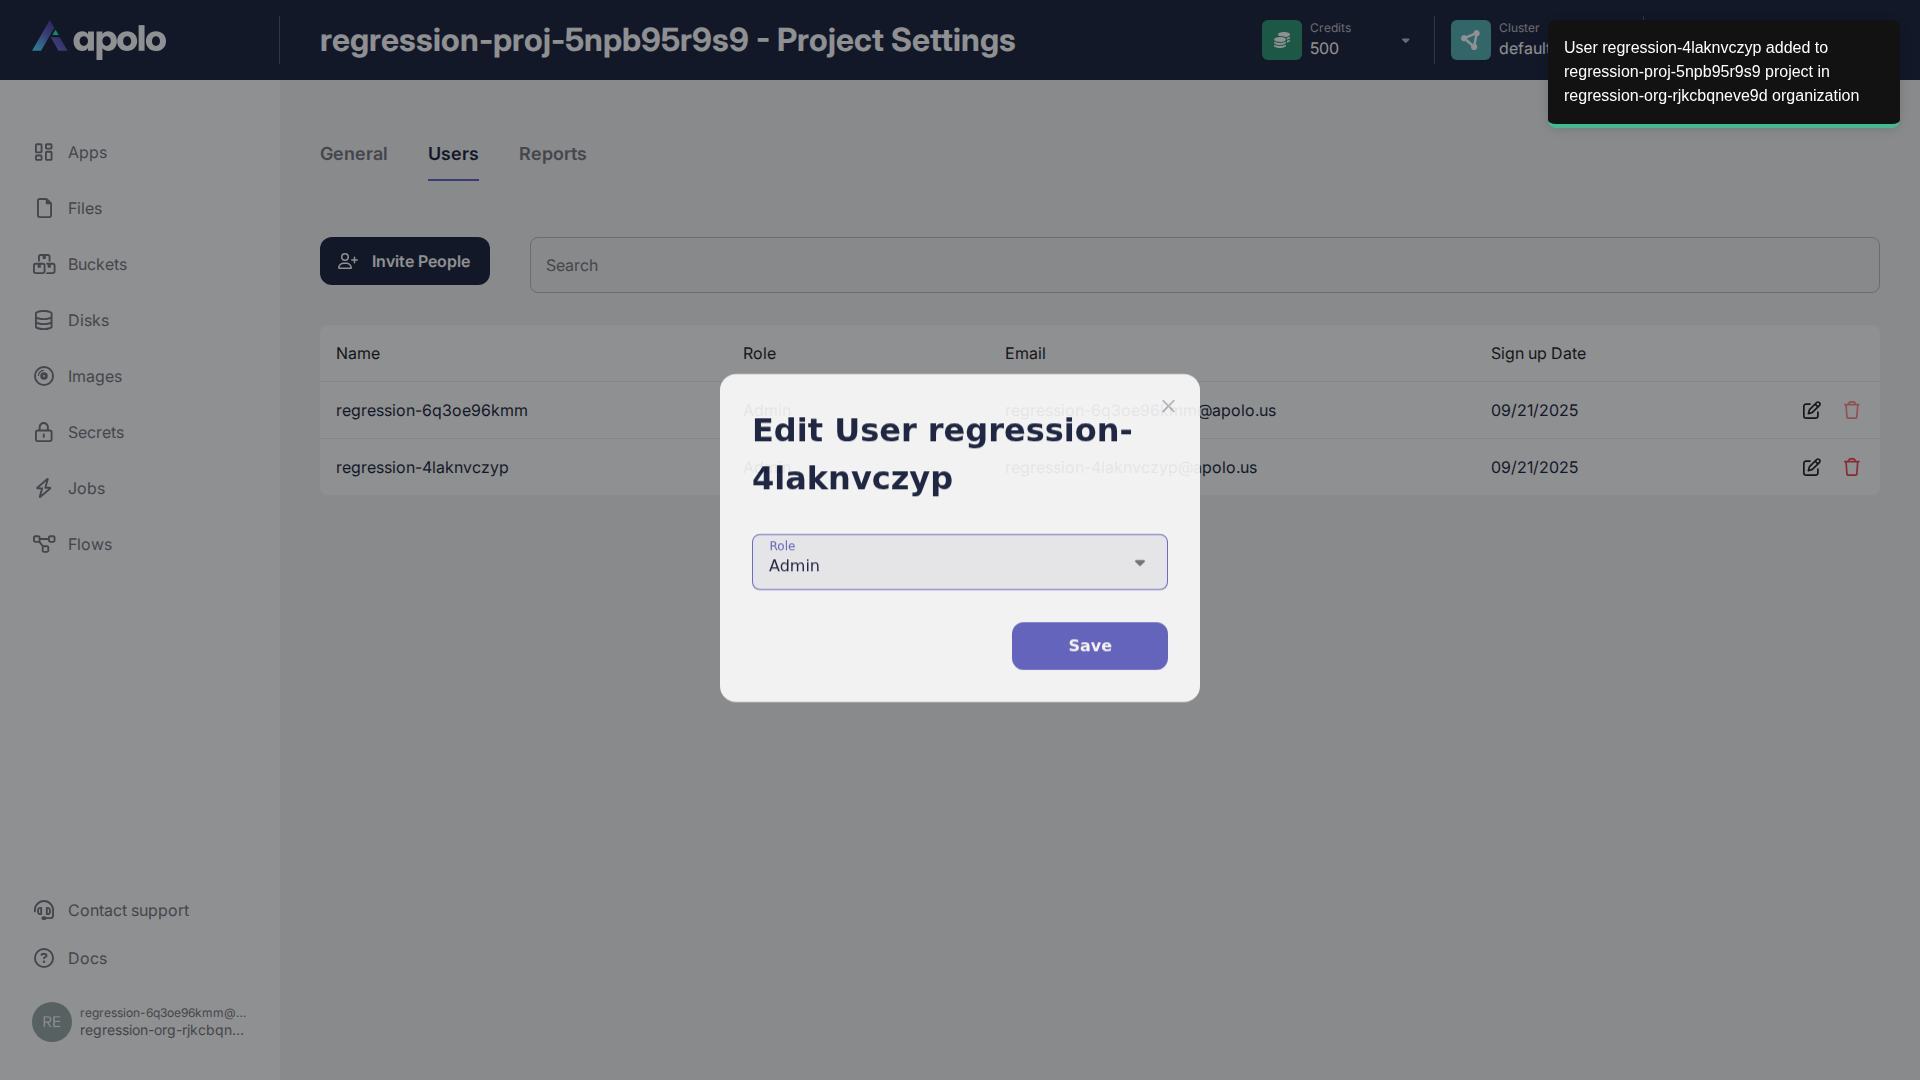 apolo
regression-proj-5npb95r9s9 - Project Settings
Credits
500
Cluster
default
User regression-4laknvczyp added to
regression-proj-5npb95r9s9 project in
regression-org-rjkcbqneve9d organization
Apps
Files
Buckets
Disks
Images
Secrets
Jobs
Flows
Contact support
Docs
RE
regression-6q3oe96kmm@...
regression-org-rjkcbqn...
General
Users
Reports
Invite People
Search
Name
Role
Email
Sign up Date
regression-6q3oe96kmm
Admin
regression-6q3oe96kmm@apolo.us
09/21/2025
regression-4laknvczyp
Admin
regression-4laknvczyp@apolo.us
09/21/2025
Edit User regression-
4laknvczyp
Role
Admin
Save